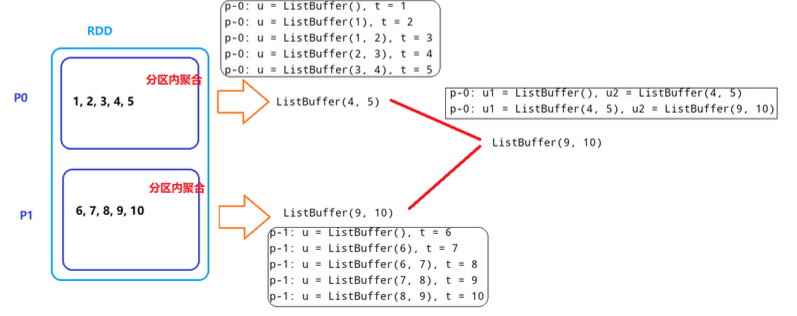 RDD
p-0: u = ListBuffer(), t = 1
p-0: u = ListBuffer(1), t = 2
p-0: u = ListBuffer(1, 2), t = 3
p-0: u = ListBuffer(2, 3), t = 4
p-0: u = ListBuffer(3, 4), t = 5
P0
分区内聚合
1, 2, 3, 4, 5
ListBuffer(4, 5)
p-0: u1 = ListBuffer(), u2 = ListBuffer(4, 5)
p-0: u1 = ListBuffer(4, 5), u2 = ListBuffer(9, 10)
ListBuffer(9, 10)
P1
分区内聚合
6, 7, 8, 9, 10
ListBuffer(9, 10)
p-1: u = ListBuffer(), t = 6
p-1: u = ListBuffer(6), t = 7
p-1: u = ListBuffer(6, 7), t = 8
p-1: u = ListBuffer(7, 8), t = 9
p-1: u = ListBuffer(8, 9), t = 10